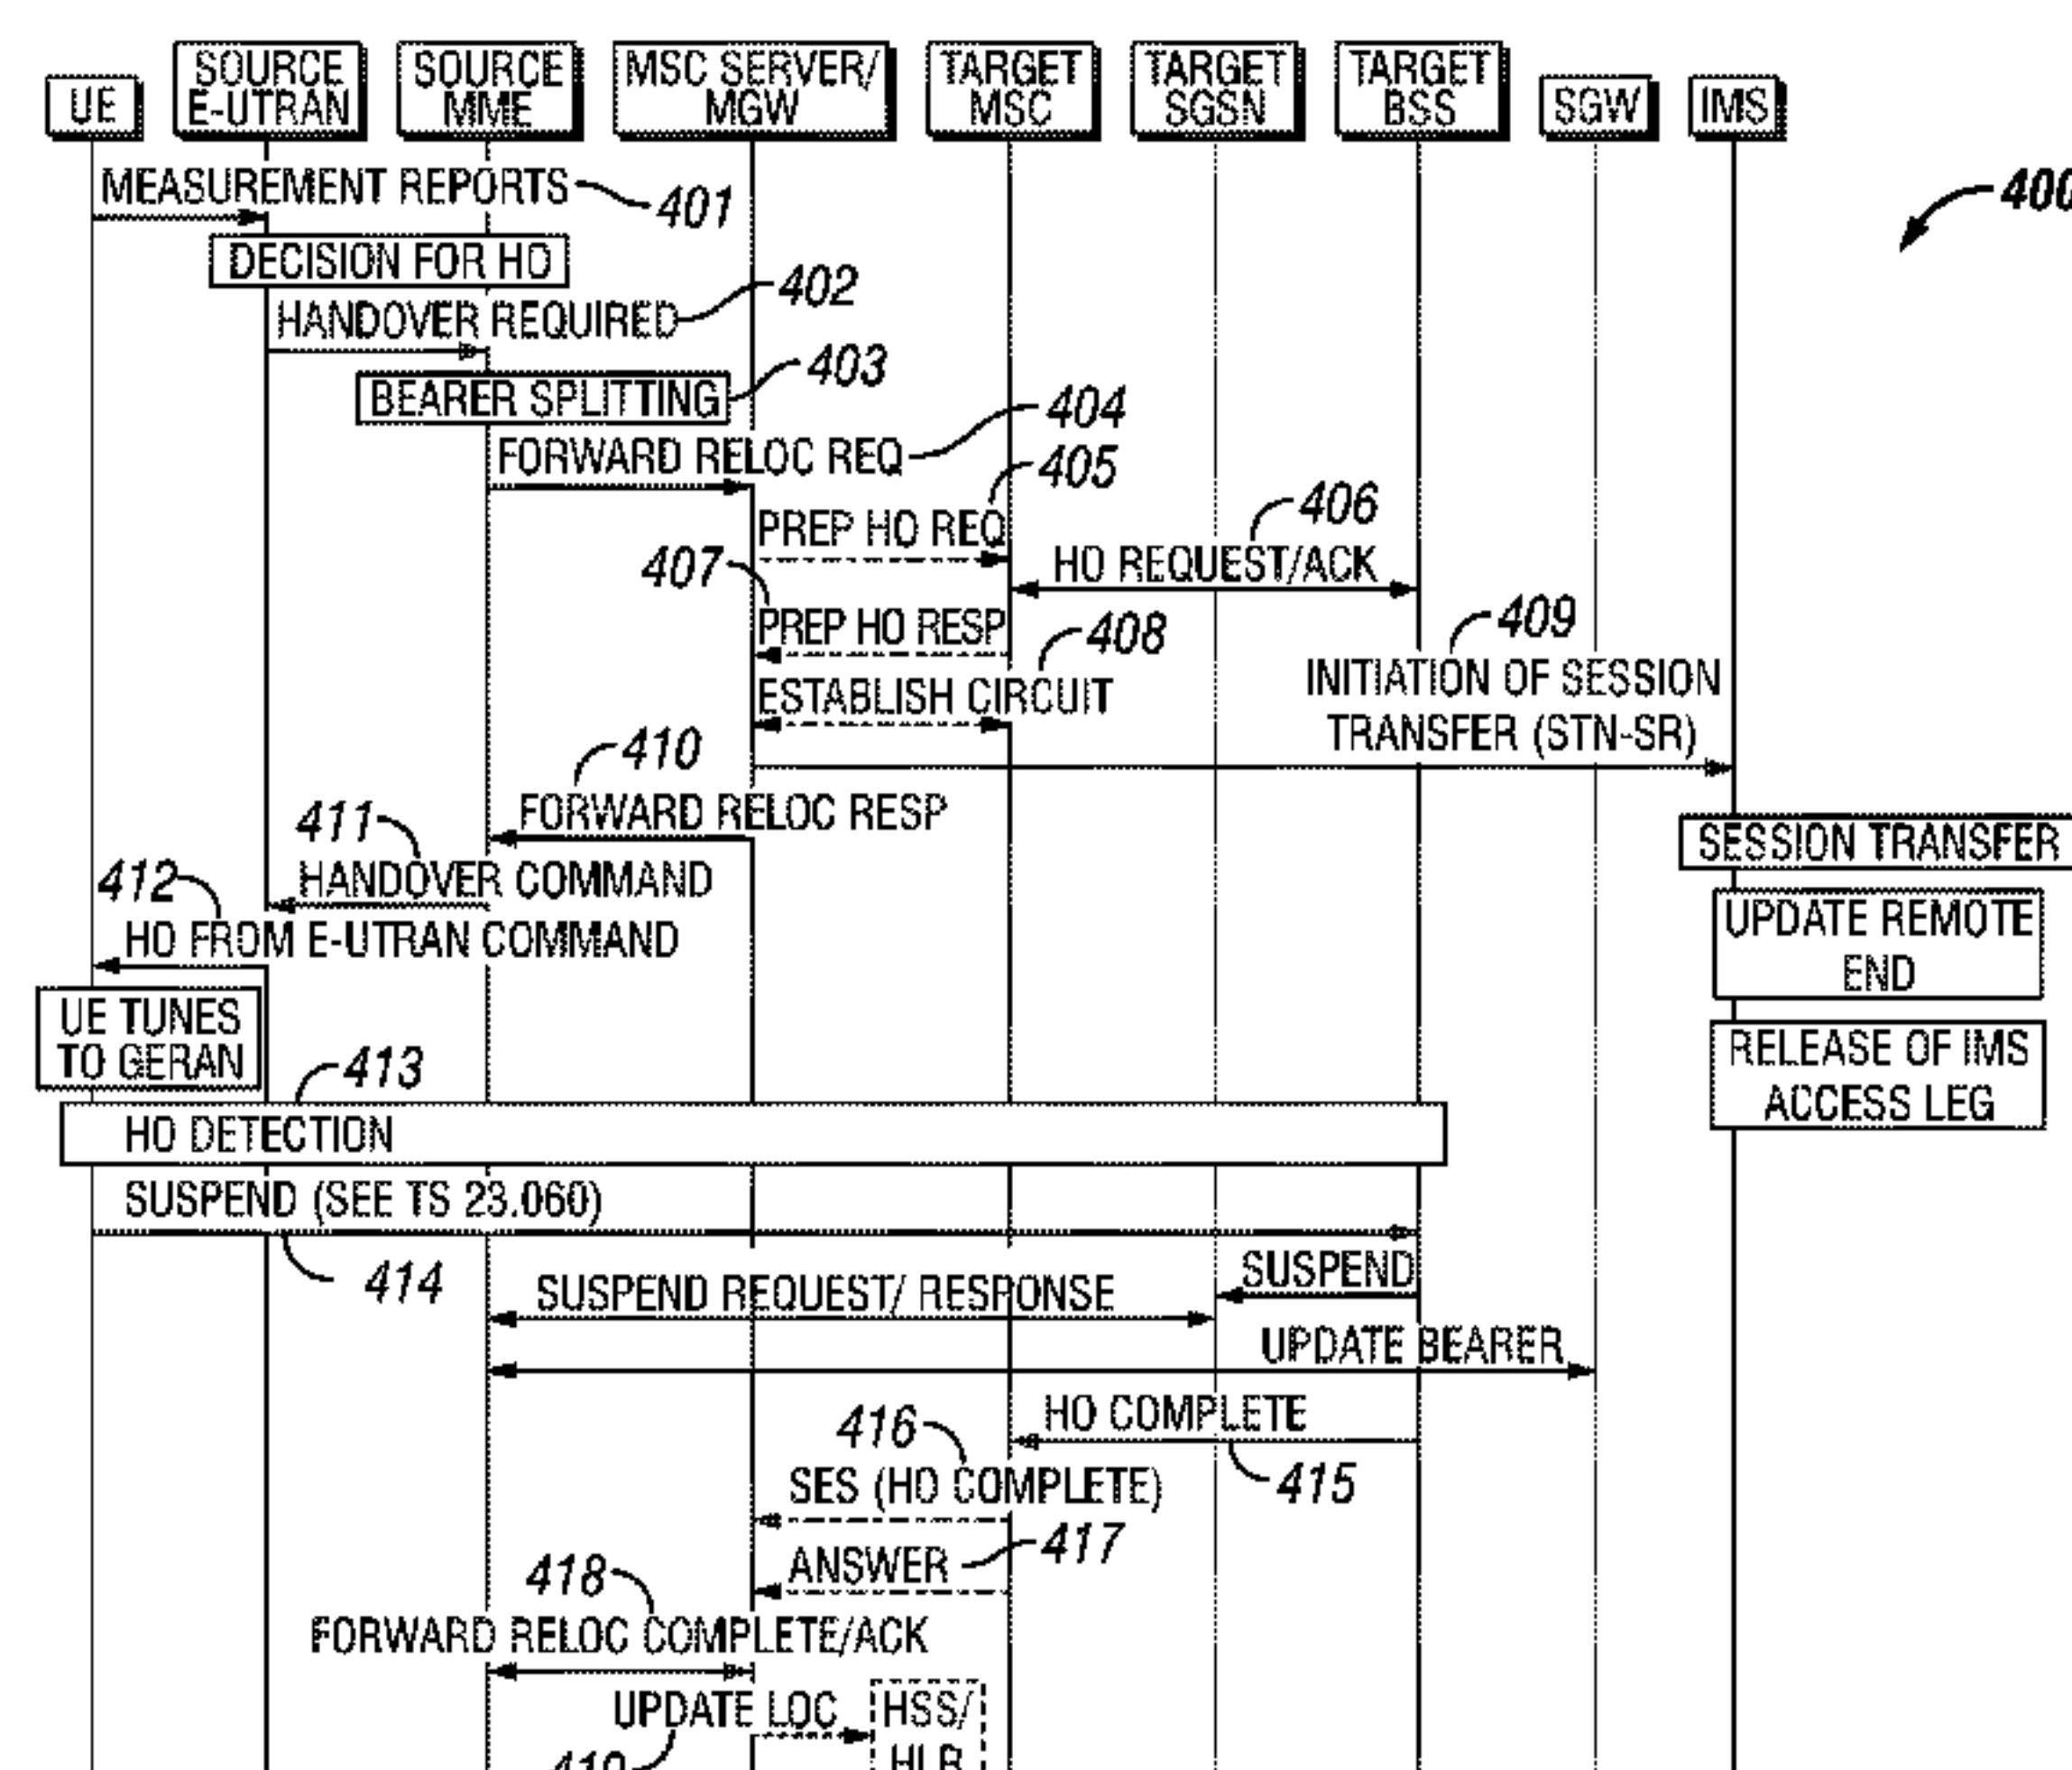 UE
SOURCE
E-UTRAN
SOURCE
MME
MSC SERVER/
MGW
TARGET
MSC
TARGET
SGSN
TARGET
BSS
SGW
IMS
400
MEASUREMENT REPORTS
401
DECISION FOR HO
HANDOVER REQUIRED
402
BEARER SPLITTING
403
FORWARD RELOC REQ
404
PREP HO REQ
405
HO REQUEST/ACK
406
407
PREP HO RESP
408
ESTABLISH CIRCUIT
409
INITIATION OF SESSION
TRANSFER (STN-SR)
410
FORWARD RELOC RESP
SESSION TRANSFER
411
HANDOVER COMMAND
412
HO FROM E-UTRAN COMMAND
UPDATE REMOTE
END
UE TUNES
TO GERAN
RELEASE OF IMS
ACCESS LEG
413
HO DETECTION
SUSPEND (SEE TS 23.060)
414
SUSPEND
SUSPEND REQUEST/ RESPONSE
UPDATE BEARER
HO COMPLETE
415
416
SES (HO COMPLETE)
ANSWER
417
418
FORWARD RELOC COMPLETE/ACK
UPDATE LOC
419
HSS/
HLR